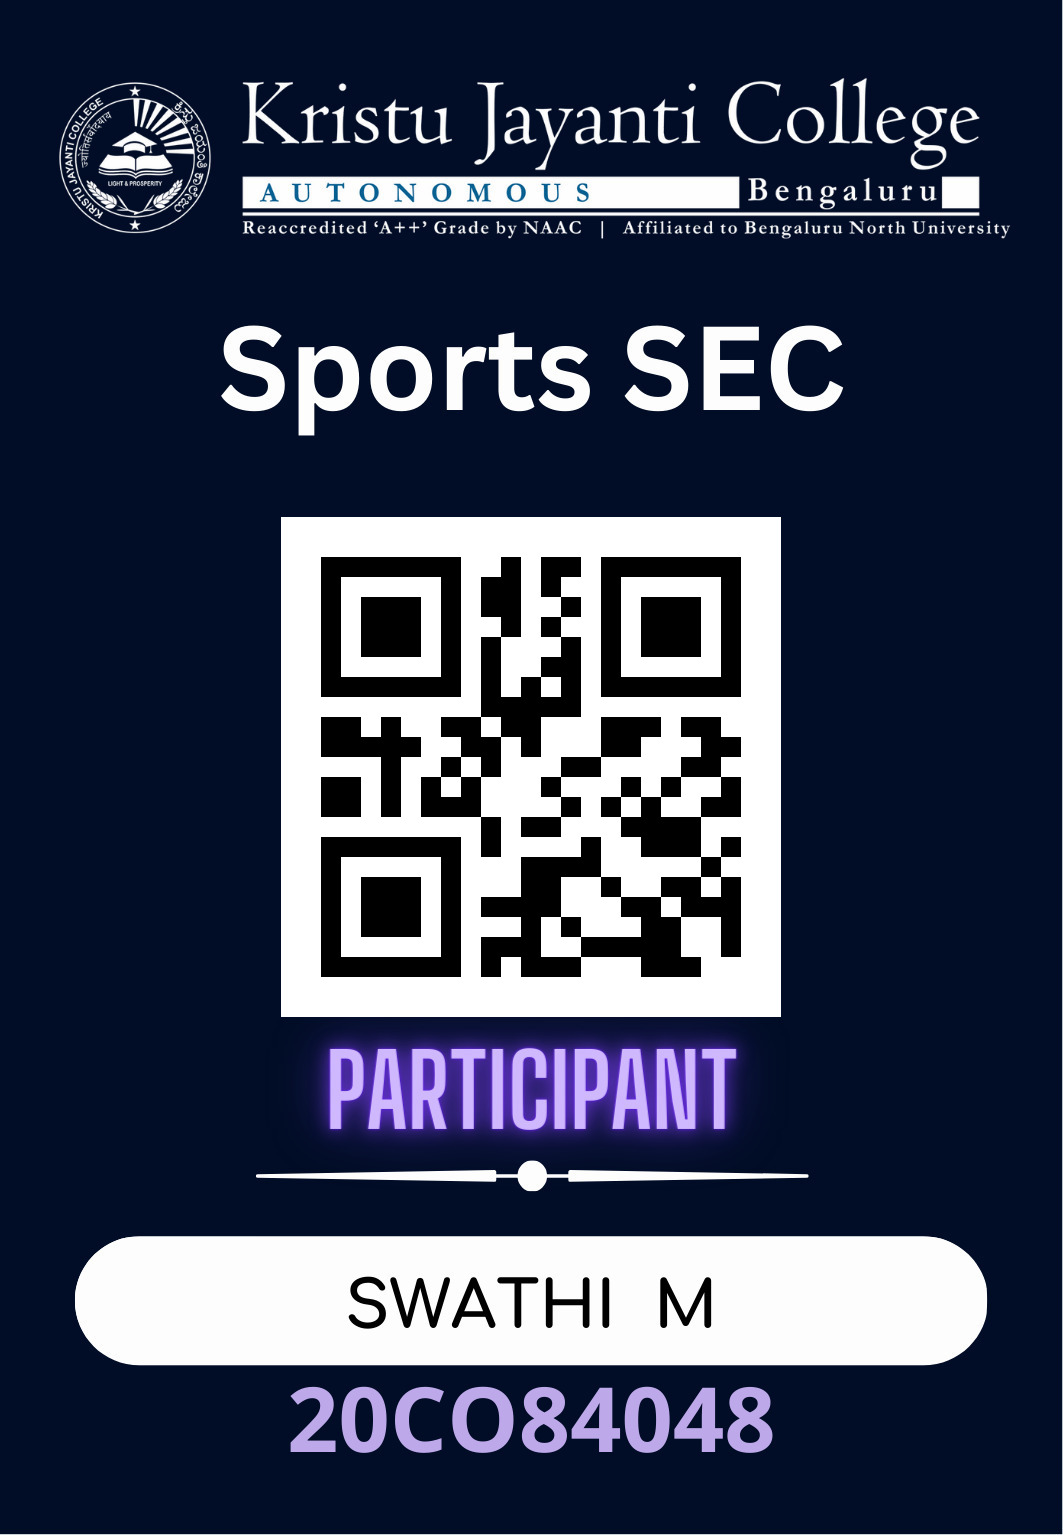 KRISTU JAYANTI COLLEGE
ಕ್ರಿಸ್ತು ಜಯಂತಿ ಕಾಲೇಜು
LIGHT & PROSPERITY
Kristu Jayanti College
AUTONOMOUS Bengaluru
Reaccredited ‘A++’ Grade by NAAC | Affiliated to Bengaluru North University
Sports SEC
PARTICIPANT
SWATHI M
20CO84048